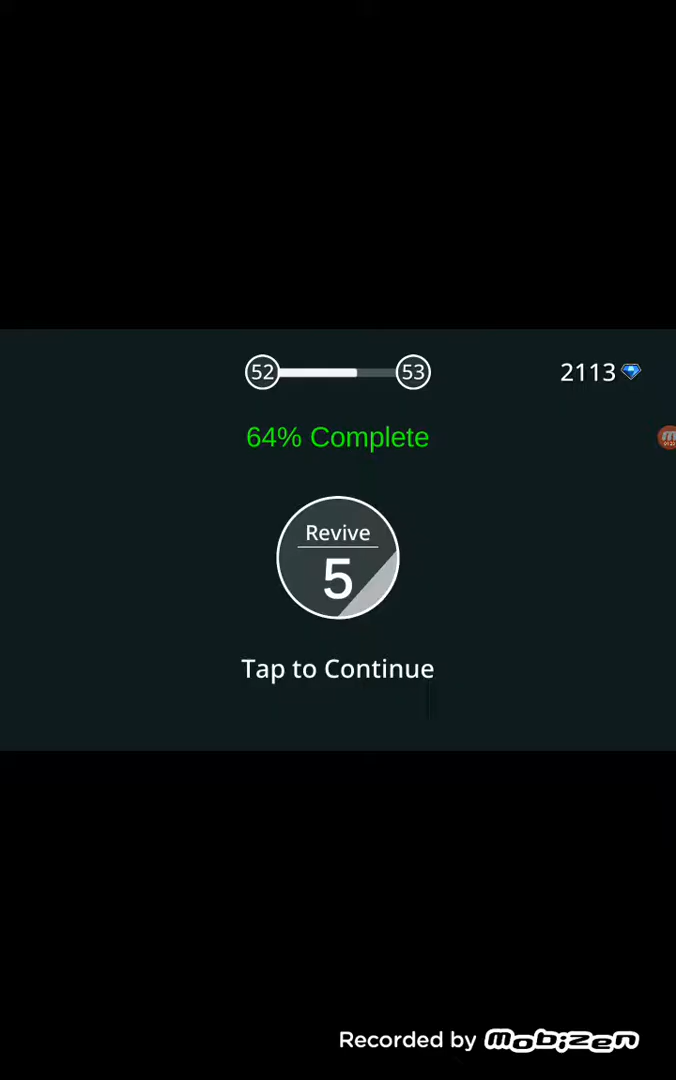 52
53
2113
64% Complete
Revive
5
Tap to Continue
Recorded by mobizen